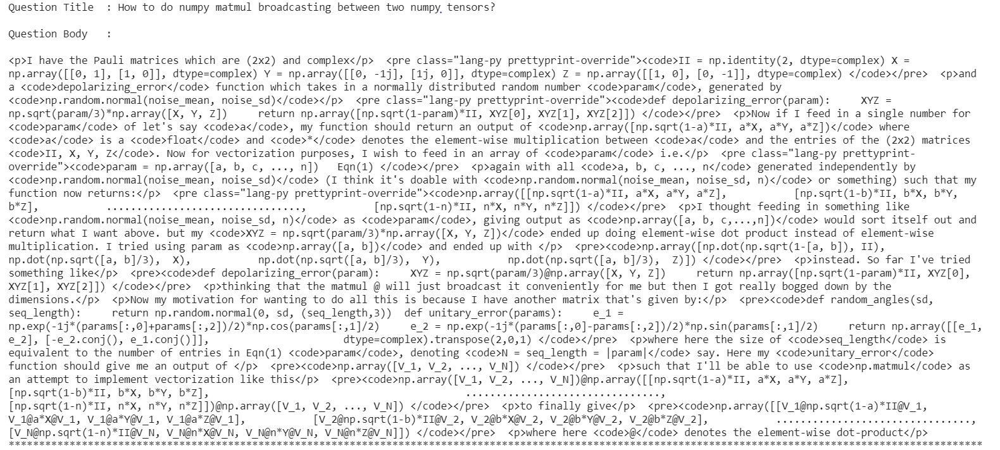 Question Title  : How to do numpy matmul broadcasting between two numpy tensors?
Question Body   :
<p>I have the Pauli matrices which are (2x2) and complex</p>  <pre class="lang-py prettyprint-override"><code>II = np.identity(2, dtype=complex) X =
np.array([[0, 1], [1, 0]], dtype=complex) Y = np.array([[0, -1j], [1j, 0]], dtype=complex) Z = np.array([[1, 0], [0, -1]], dtype=complex) </code></pre>  <p>and
a <code>depolarizing_error</code> function which takes in a normally distributed random number <code>param</code>, generated by
<code>np.random.normal(noise_mean, noise_sd)</code></p>  <pre class="lang-py prettyprint-override"><code>def depolarizing_error(param):     XYZ =
np.sqrt(param/3)*np.array([X, Y, Z])     return np.array([np.sqrt(1-param)*II, XYZ[0], XYZ[1], XYZ[2]]) </code></pre>  <p>Now if I feed in a single number for
<code>param</code> of let's say <code>a</code>, my function should return an output of <code>np.array([np.sqrt(1-a)*II, a*X, a*Y, a*Z])</code> where
<code>a</code> is a <code>float</code> and <code>*</code> denotes the element-wise multiplication between <code>a</code> and the entries of the (2x2) matrices
<code>II, X, Y, Z</code>. Now for vectorization purposes, I wish to feed in an array of <code>param</code> i.e.</p>  <pre class="lang-py prettyprint-
override"><code>param = np.array([a, b, c, ..., n])   Eqn(1) </code></pre>  <p>again with all <code>a, b, c, ..., n</code> generated independently by
<code>np.random.normal(noise_mean, noise_sd)</code> (I think it's doable with <code>np.random.normal(noise_mean, noise_sd, n)</code> or something) such that my
function now returns:</p>  <pre class="lang-py prettyprint-override"><code>np.array([[np.sqrt(1-a)*II, a*X, a*Y, a*Z],           [np.sqrt(1-b)*II, b*X, b*Y,
b*Z],           ................................,           [np.sqrt(1-n)*II, n*X, n*Y, n*Z]]) </code></pre>  <p>I thought feeding in something like
<code>np.random.normal(noise_mean, noise_sd, n)</code> as <code>param</code>, giving output as <code>np.array([a, b, c,...,n])</code> would sort itself out and
return what I want above. but my <code>XYZ = np.sqrt(param/3)*np.array([X, Y, Z])</code> ended up doing element-wise dot product instead of element-wise
multiplication. I tried using param as <code>np.array([a, b])</code> and ended up with </p>  <pre><code>np.array([np.dot(np.sqrt(1-[a, b]), II),
np.dot(np.sqrt([a, b]/3),  X),          np.dot(np.sqrt([a, b]/3),  Y),          np.dot(np.sqrt([a, b]/3),  Z)]) </code></pre>  <p>instead. So far I've tried
something like</p>  <pre><code>def depolarizing_error(param):     XYZ = np.sqrt(param/3)@np.array([X, Y, Z])     return np.array([np.sqrt(1-param)*II, XYZ[0],
XYZ[1], XYZ[2]]) </code></pre>  <p>thinking that the matmul @ will just broadcast it conveniently for me but then I got really bogged down by the
dimensions.</p>  <p>Now my motivation for wanting to do all this is because I have another matrix that's given by:</p>  <pre><code>def random_angles(sd,
seq_length):     return np.random.normal(0, sd, (seq_length,3))  def unitary_error(params):     e_1 =
np.exp(-1j*(params[:,0]+params[:,2])/2)*np.cos(params[:,1]/2)     e_2 = np.exp(-1j*(params[:,0]-params[:,2])/2)*np.sin(params[:,1]/2)     return np.array([[e_1,
e_2], [-e_2.conj(), e_1.conj()]],                   dtype=complex).transpose(2,0,1) </code></pre>  <p>where here the size of <code>seq_length</code> is
equivalent to the number of entries in Eqn(1) <code>param</code>, denoting <code>N = seq_length = |param|</code> say. Here my <code>unitary_error</code>
function should give me an output of </p>  <pre><code>np.array([V_1, V_2, ..., V_N]) </code></pre>  <p>such that I'll be able to use <code>np.matmul</code> as
an attempt to implement vectorization like this</p>  <pre><code>np.array([V_1, V_2, ..., V_N])@np.array([[np.sqrt(1-a)*II, a*X, a*Y, a*Z],
[np.sqrt(1-b)*II, b*X, b*Y, b*Z],                                           ................................,
[np.sqrt(1-n)*II, n*X, n*Y, n*Z]])@np.array([V_1, V_2, ..., V_N]) </code></pre>  <p>to finally give</p>  <pre><code>np.array([[V_1@np.sqrt(1-a)*II@V_1,
V_1@a*X@V_1, V_1@a*Y@V_1, V_1@a*Z@V_1],           [V_2@np.sqrt(1-b)*II@V_2, V_2@b*X@V_2, V_2@b*Y@V_2, V_2@b*Z@V_2],           ................................,
[V_N@np.sqrt(1-n)*II@V_N, V_N@n*X@V_N, V_N@n*Y@V_N, V_N@n*Z@V_N]]) </code></pre>  <p>where here <code>@</code> denotes the element-wise dot-product</p>
****************************************************************************************************************************************************************